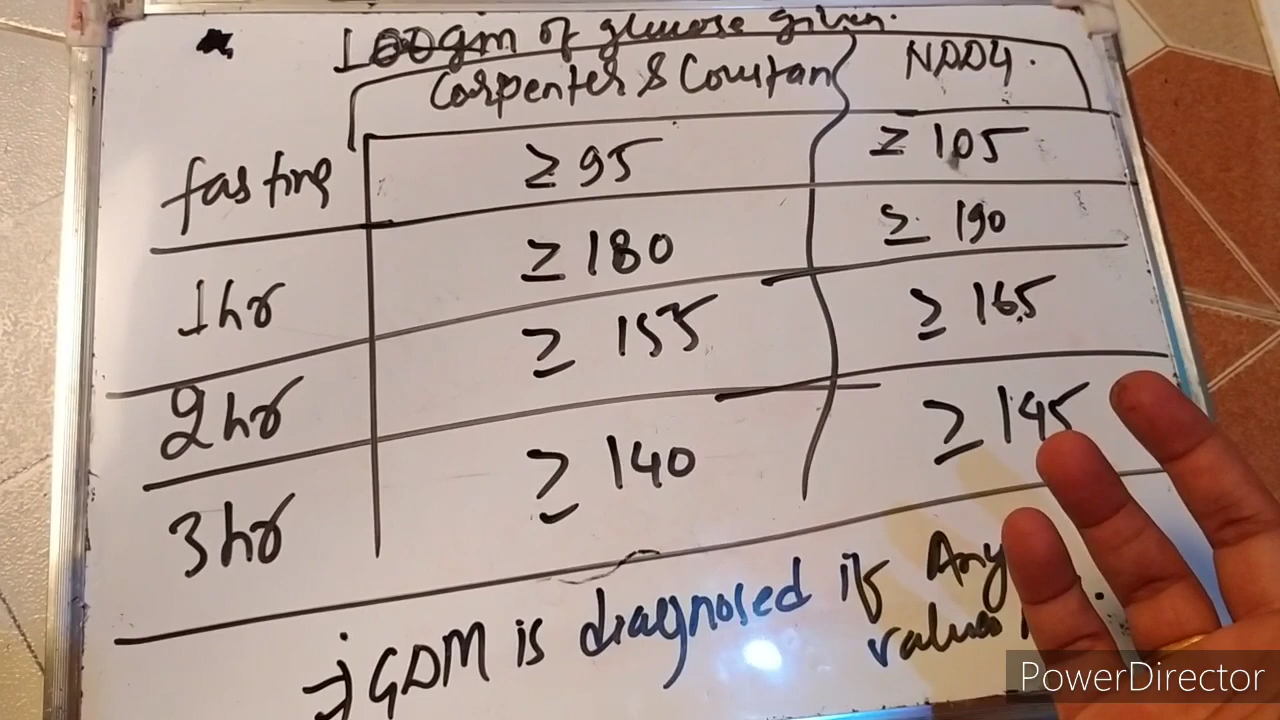 100gm of glucose given.
Carpenter & Coustan NDDG.
fasting ≥ 95 ≥ 105
1hr ≥ 180 ≥ 190
2hr ≥ 155 ≥ 165
3hr ≥ 140 ≥ 145
⇒ GDM is diagnosed if Any
values
PowerDirector